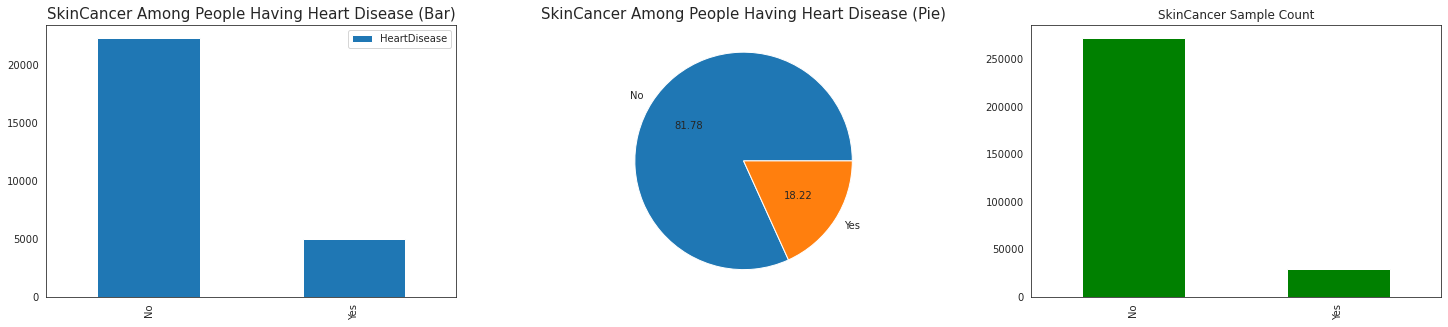 SkinCancer Among People Having Heart Disease (Bar)
20000
15000
10000
5000
0
HeartDisease
No
Yes
SkinCancer Among People Having Heart Disease (Pie)
No
81.78
18.22
Yes
SkinCancer Sample Count
250000
200000
150000
100000
50000
0
No
Yes